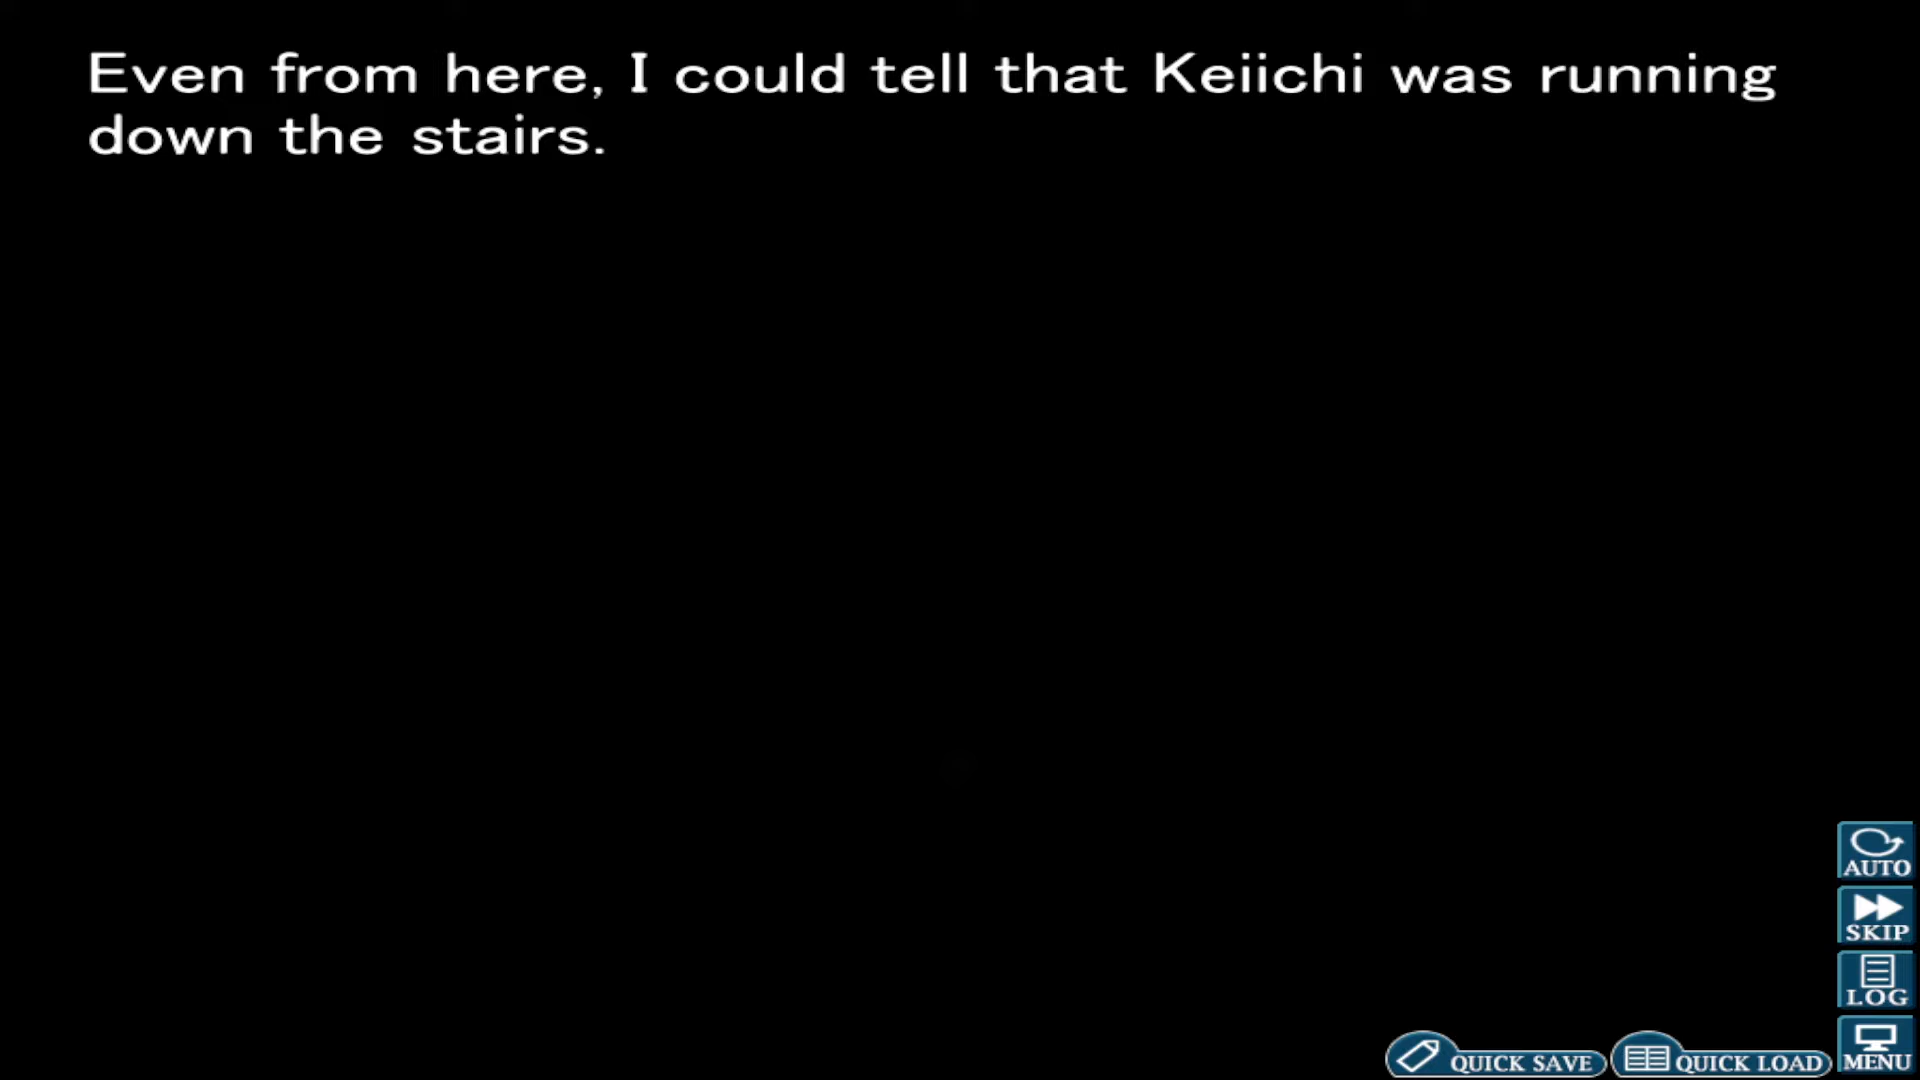 Even from here, I could tell that Keiichi was running
down the stairs.
AUTO
SKIP
LOG
QUICK SAVE
QUICK LOAD
MENU